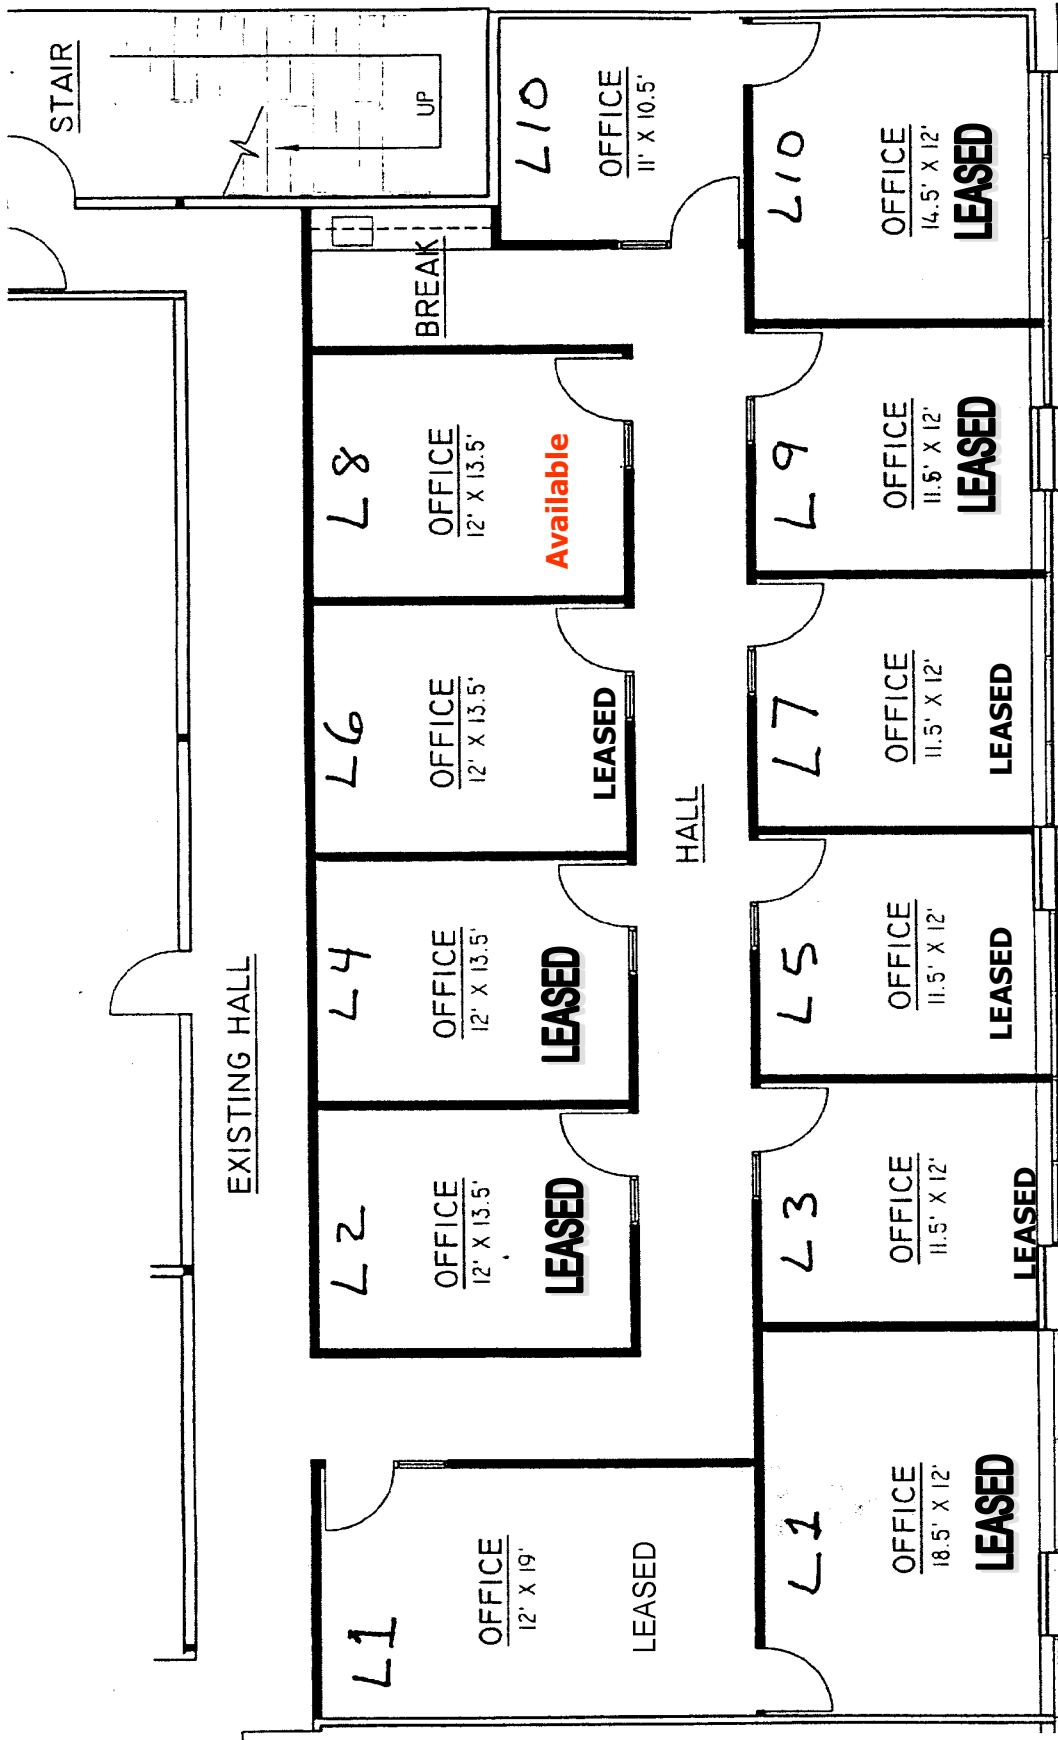 STAIR
UP
EXISTING HALL
L1
OFFICE
12' X 19'
LEASED
L2
OFFICE
12' X 13.5'
LEASED
L4
OFFICE
12' X 13.5'
LEASED
L6
OFFICE
12' X 13.5'
LEASED
L8
OFFICE
12' X 13.5'
Available
BREAK
L10
OFFICE
11' X 10.5'
HALL
L1
OFFICE
18.5' X 12'
LEASED
L3
OFFICE
11.5' X 12'
LEASED
L5
OFFICE
11.5' X 12'
LEASED
L7
OFFICE
11.5' X 12'
LEASED
L9
OFFICE
11.5' X 12'
LEASED
L10
OFFICE
14.5' X 12'
LEASED